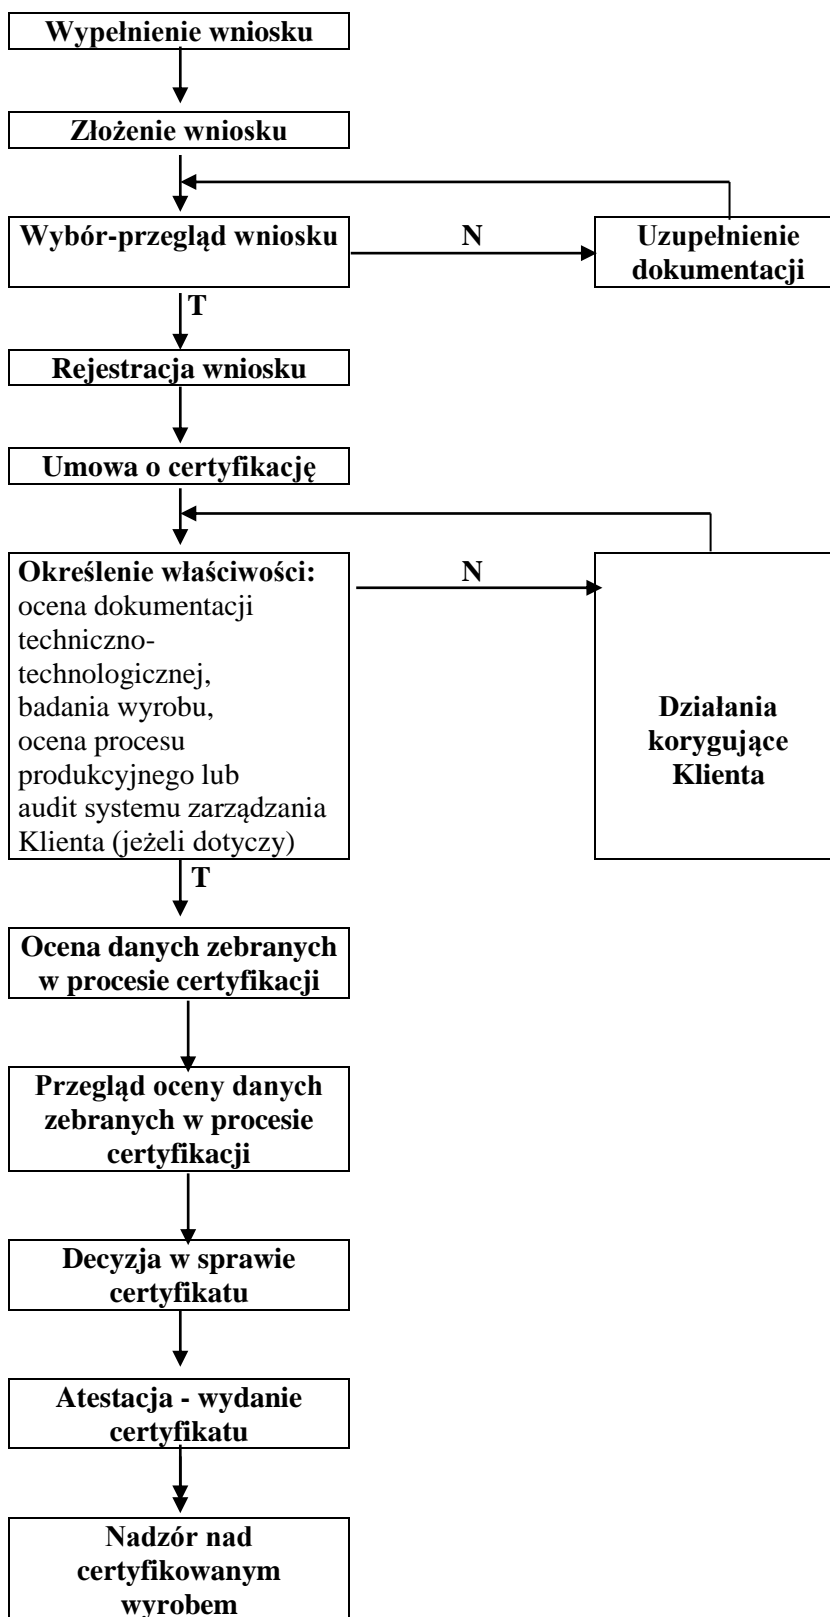 Wypełnienie wniosku
Złożenie wniosku
Wybór-przegląd wniosku
N
Uzupełnienie
dokumentacji
T
Rejestracja wniosku
Umowa o certyfikację
Określenie właściwości:
ocena dokumentacji
techniczno-
technologicznej,
badania wyrobu,
ocena procesu
produkcyjnego lub
audit systemu zarządzania
Klienta (jeżeli dotyczy)
N
Działania
korygujące
Klienta
T
Ocena danych zebranych
w procesie certyfikacji
Przegląd oceny danych
zebranych w procesie
certyfikacji
Decyzja w sprawie
certyfikatu
Atestacja - wydanie
certyfikatu
Nadzór nad
certyfikowanym
wyrobem